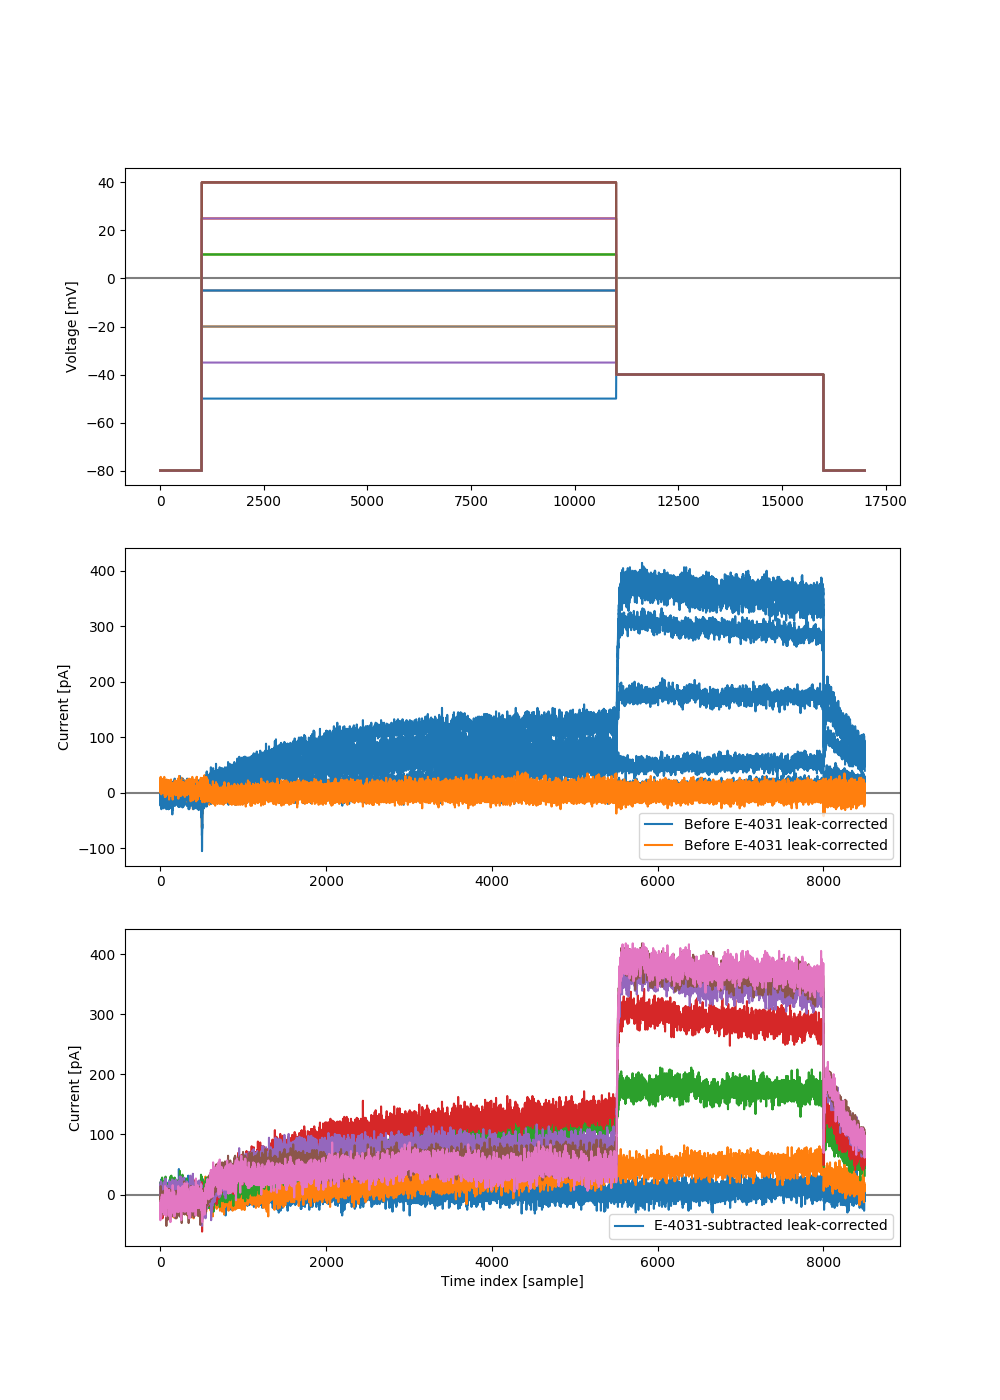 40
20
0
−20
−40
−60
−80
Voltage [mV]
0 2500 5000 7500 10000 12500 15000 17500
400
300
200
100
0
−100
Current [pA]
Before E-4031 leak-corrected
Before E-4031 leak-corrected
0 2000 4000 6000 8000
400
300
200
100
0
Current [pA]
E-4031-subtracted leak-corrected
0 2000 4000 6000 8000
Time index [sample]